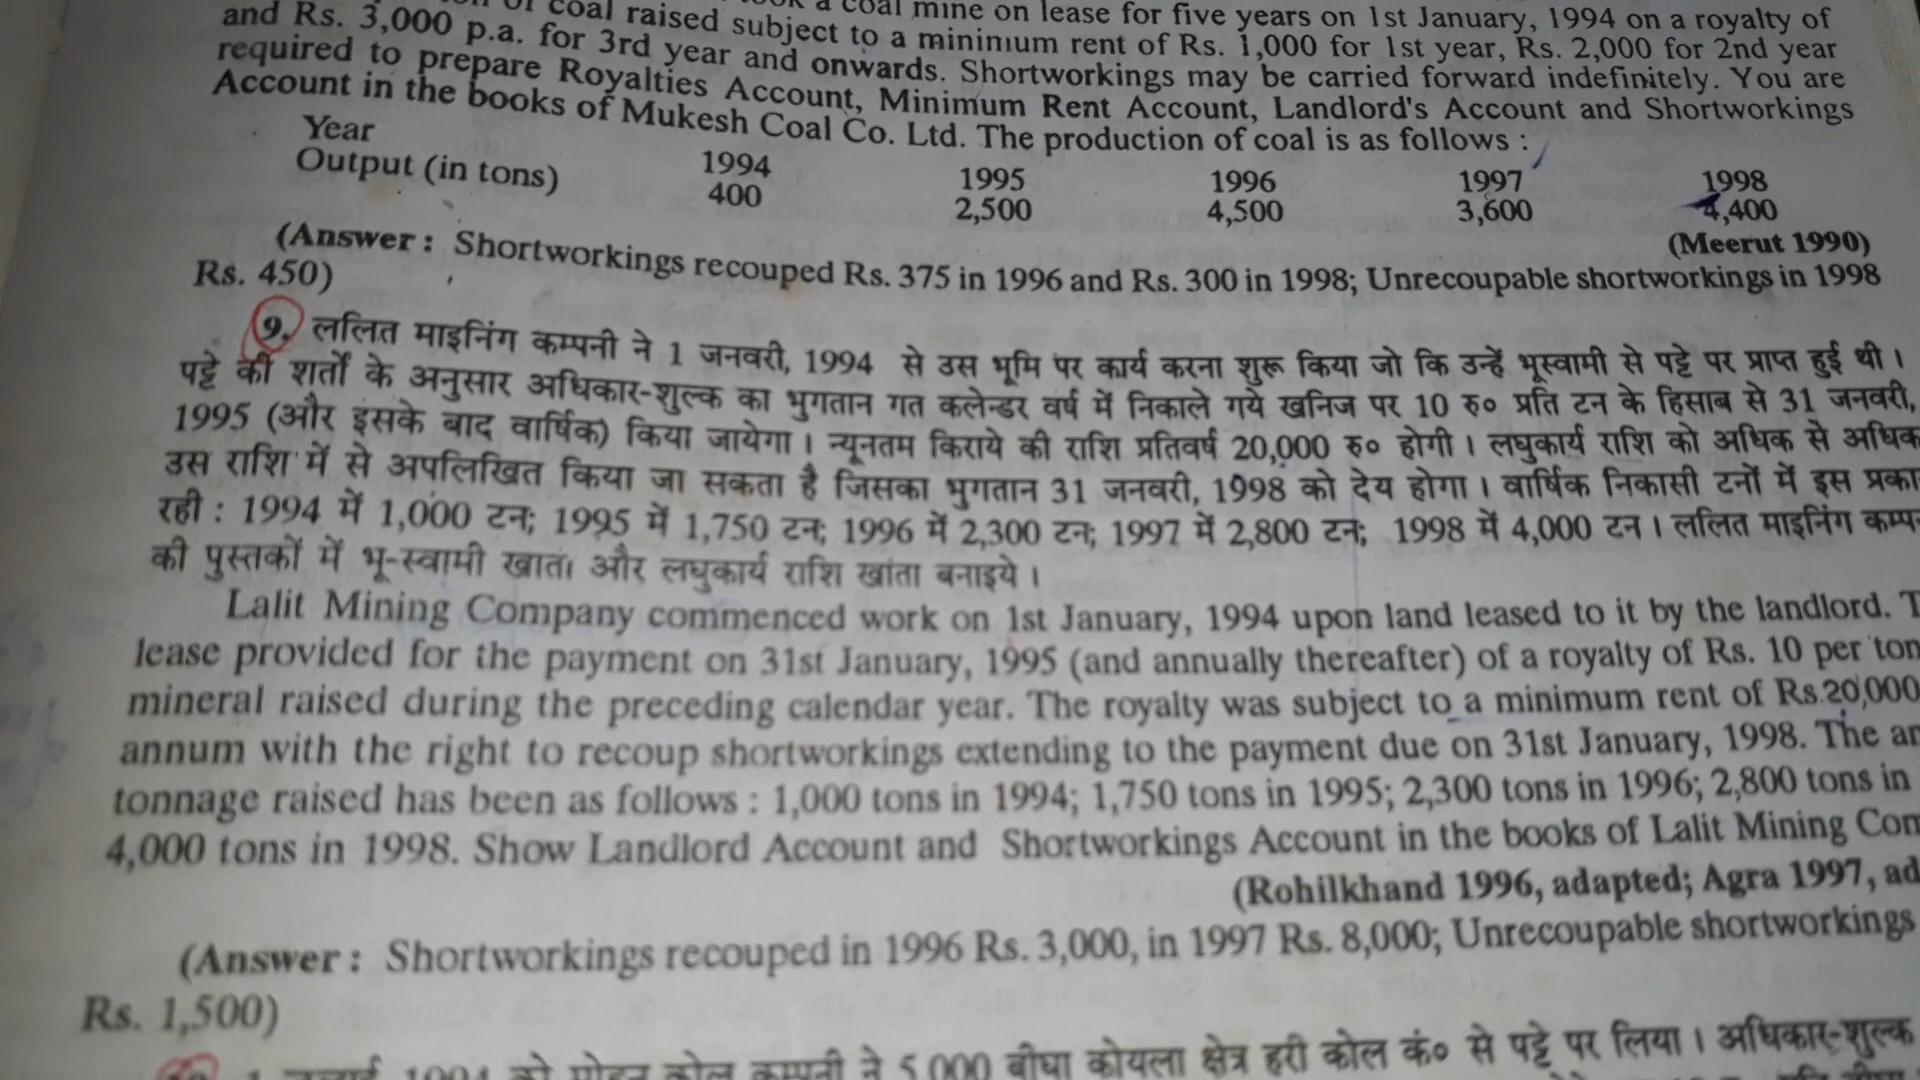 a coal mine on lease for five years on 1st January, 1994 on a royalty of
of coal raised subject to a minimum rent of Rs. 1,000 for 1st year, Rs. 2,000 for 2nd year
and Rs. 3,000 p.a. for 3rd year and onwards. Shortworkings may be carried forward indefinitely. You are
required to prepare Royalties Account, Minimum Rent Account, Landlord's Account and Shortworkings
Account in the books of Mukesh Coal Co. Ltd. The production of coal is as follows :
Year 1994 1995 1996 1997 1998
Output (in tons) 400 2,500 4,500 3,600 4,400
(Meerut 1990)
(Answer : Shortworkings recouped Rs. 375 in 1996 and Rs. 300 in 1998; Unrecoupable shortworkings in 1998
Rs. 450)
9. ललित माइनिंग कम्पनी ने 1 जनवरी, 1994 से उस भूमि पर कार्य करना शुरू किया जो कि उन्हें भूस्वामी से पट्टे पर प्राप्त हुई थी ।
पट्टे की शर्तों के अनुसार अधिकार-शुल्क का भुगतान गत कलेन्डर वर्ष में निकाले गये खनिज पर 10 रु० प्रति टन के हिसाब से 31 जनवरी,
1995 (और इसके बाद वार्षिक) किया जायेगा । न्यूनतम किराये की राशि प्रतिवर्ष 20,000 रु० होगी । लघुकार्य राशि को अधिक से अधिक
उस राशि में से अपलिखित किया जा सकता है जिसका भुगतान 31 जनवरी, 1998 को देय होगा । वार्षिक निकासी टनों में इस प्रका
रही : 1994 में 1,000 टन; 1995 में 1,750 टन; 1996 में 2,300 टन; 1997 में 2,800 टन; 1998 में 4,000 टन । ललित माइनिंग कम्प
की पुस्तकों में भू-स्वामी खाता और लघुकार्य राशि खाता बनाइये ।
Lalit Mining Company commenced work on 1st January, 1994 upon land leased to it by the landlord. T
lease provided for the payment on 31st January, 1995 (and annually thereafter) of a royalty of Rs. 10 per ton
mineral raised during the preceding calendar year. The royalty was subject to a minimum rent of Rs.20,000
annum with the right to recoup shortworkings extending to the payment due on 31st January, 1998. The an
tonnage raised has been as follows : 1,000 tons in 1994; 1,750 tons in 1995; 2,300 tons in 1996; 2,800 tons in
4,000 tons in 1998. Show Landlord Account and Shortworkings Account in the books of Lalit Mining Com
(Rohilkhand 1996, adapted; Agra 1997, ad
(Answer : Shortworkings recouped in 1996 Rs. 3,000, in 1997 Rs. 8,000; Unrecoupable shortworkings
Rs. 1,500)
1994 को मोहन कोल कम्पनी ने 5,000 बीघा कोयला क्षेत्र हरी कोल कं० से पट्टे पर लिया । अधिकार-शुल्क